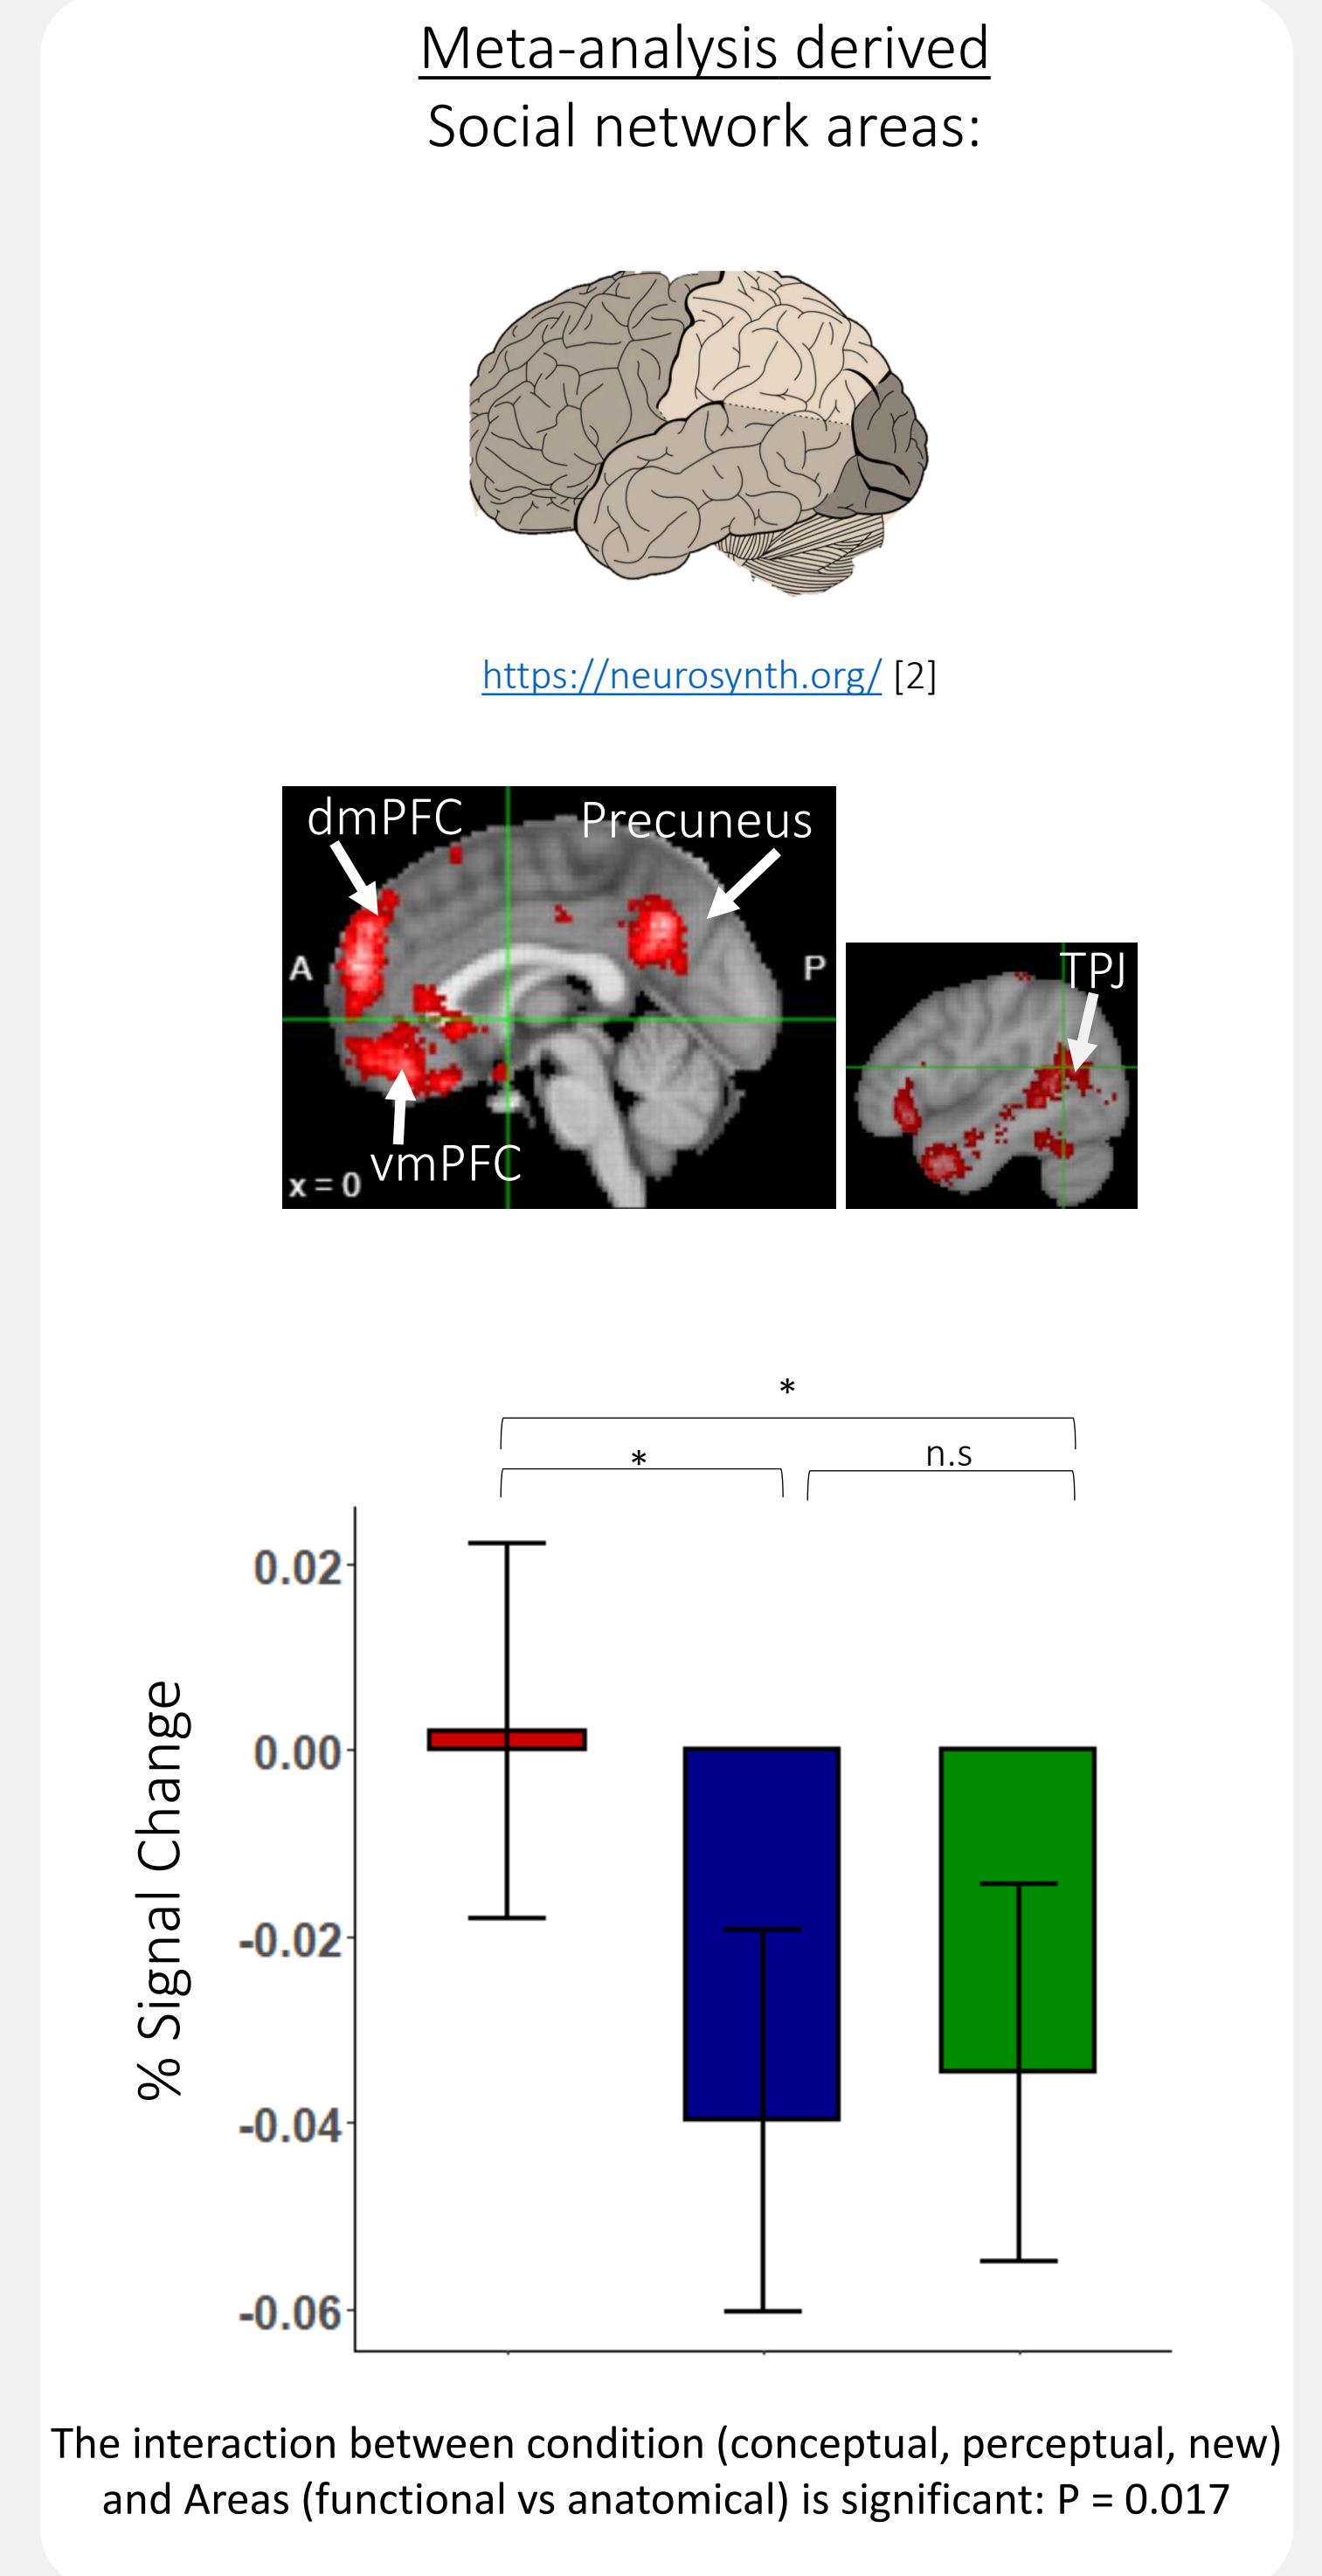 Meta-analysis derived
Social network areas:
https://neurosynth.org/ [2]
dmPFC
Precuneus
A
P
vmPFC
x = 0
TPJ
*
*
n.s
0.02
0.00
-0.02
-0.04
-0.06
% Signal Change
The interaction between condition (conceptual, perceptual, new)
and Areas (functional vs anatomical) is significant: P = 0.017